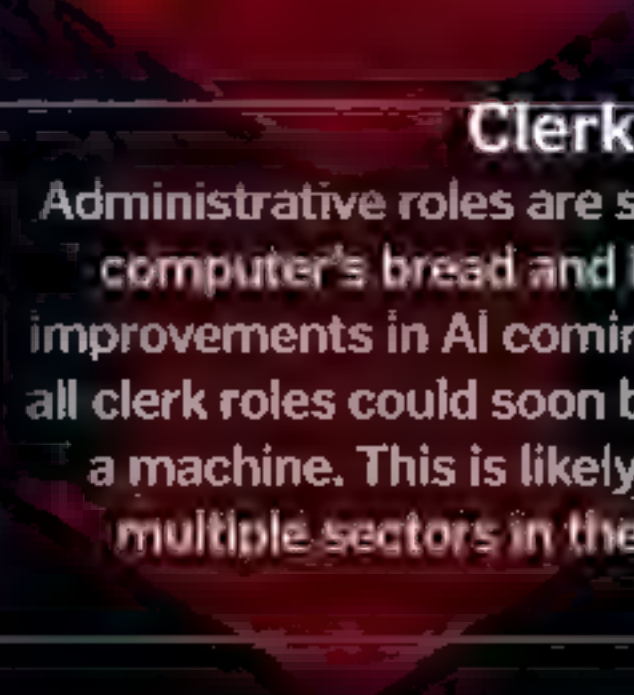 Clerk
Administrative roles are s
computer's bread and
improvements in AI comin
all clerk roles could soon b
a machine. This is likely
multiple sectors in the